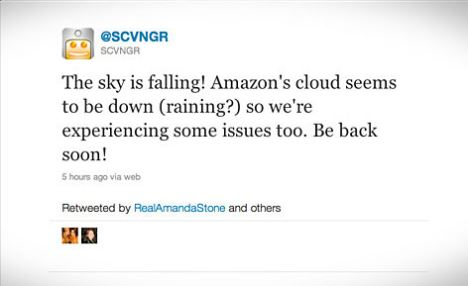 @SCVNGR
SCVNGR
The sky is falling! Amazon's cloud seems
to be down (raining?) so we're
experiencing some issues too. Be back
soon!
5 hours ago via web
Retweeted by RealAmandaStone and others